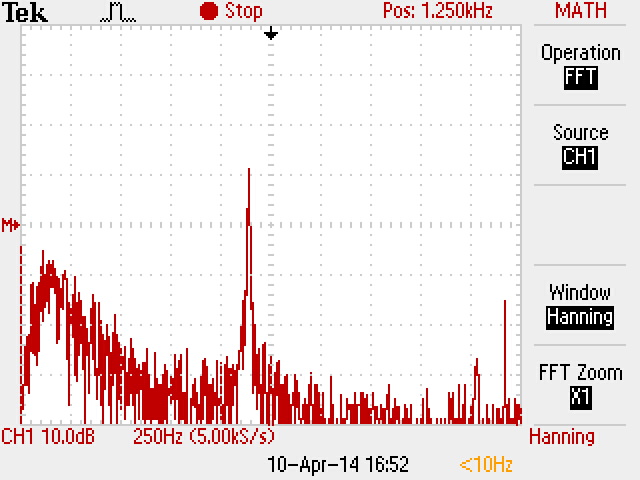 Tek Stop Pos: 1.250kHz MATH
Operation
FFT
Source
CH1
M
Window
Hanning
FFT Zoom
X1
CH1 10.0dB 250Hz (5.00kS/s) Hanning
10-Apr-14 16:52 <10Hz